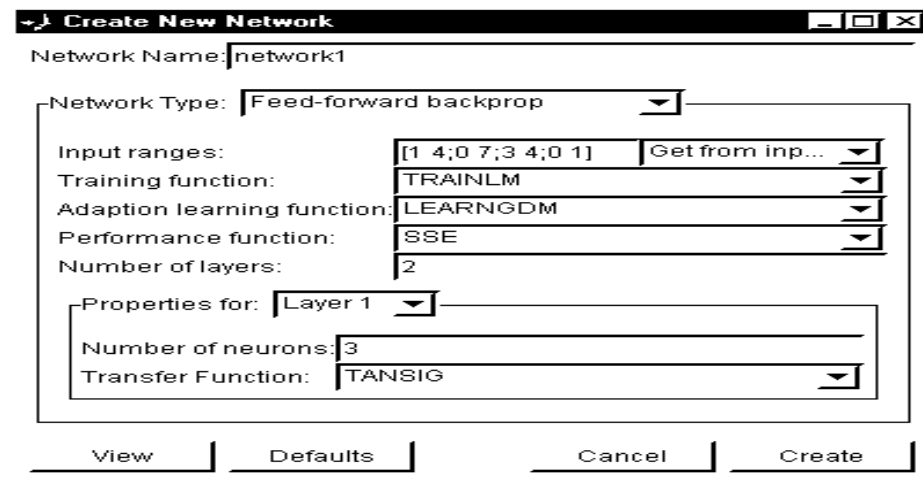 Create New Network
Network Name: network1
Network Type: Feed-forward backprop
Input ranges: [1 4;0 7;3 4;0 1] Get from inp...
Training function: TRAINLM
Adaption learning function: LEARNGDM
Performance function: SSE
Number of layers: 2
Properties for: Layer 1
Number of neurons: 3
Transfer Function: TANSIG
View Defaults Cancel Create